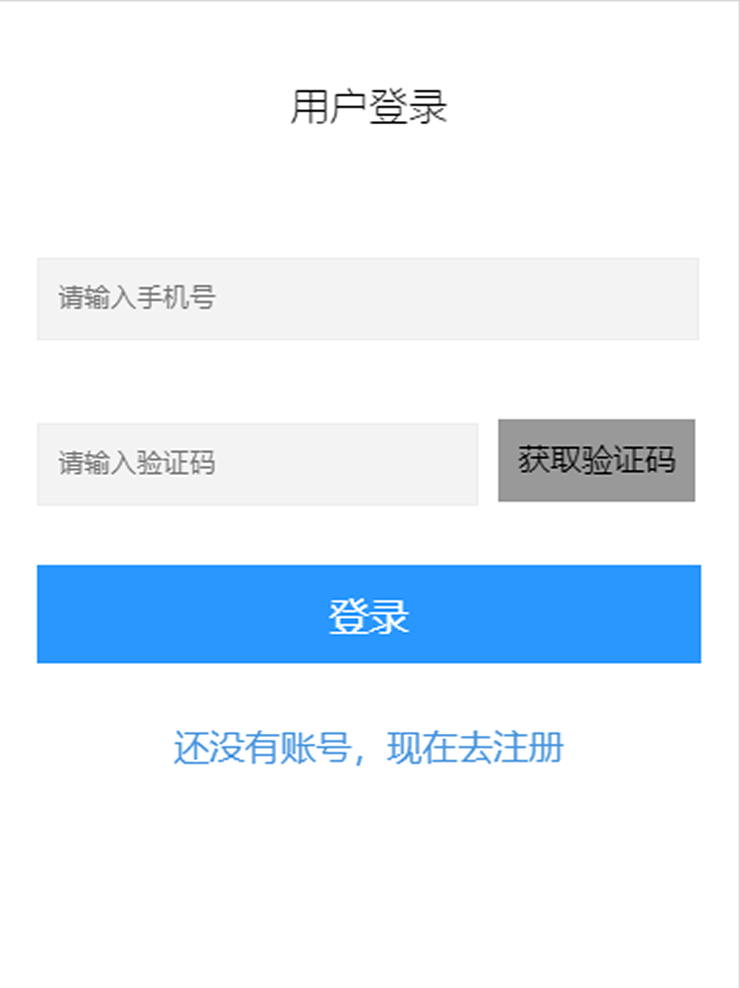 用户登录
请输入手机号
请输入验证码
获取验证码
登录
还没有账号，现在去注册